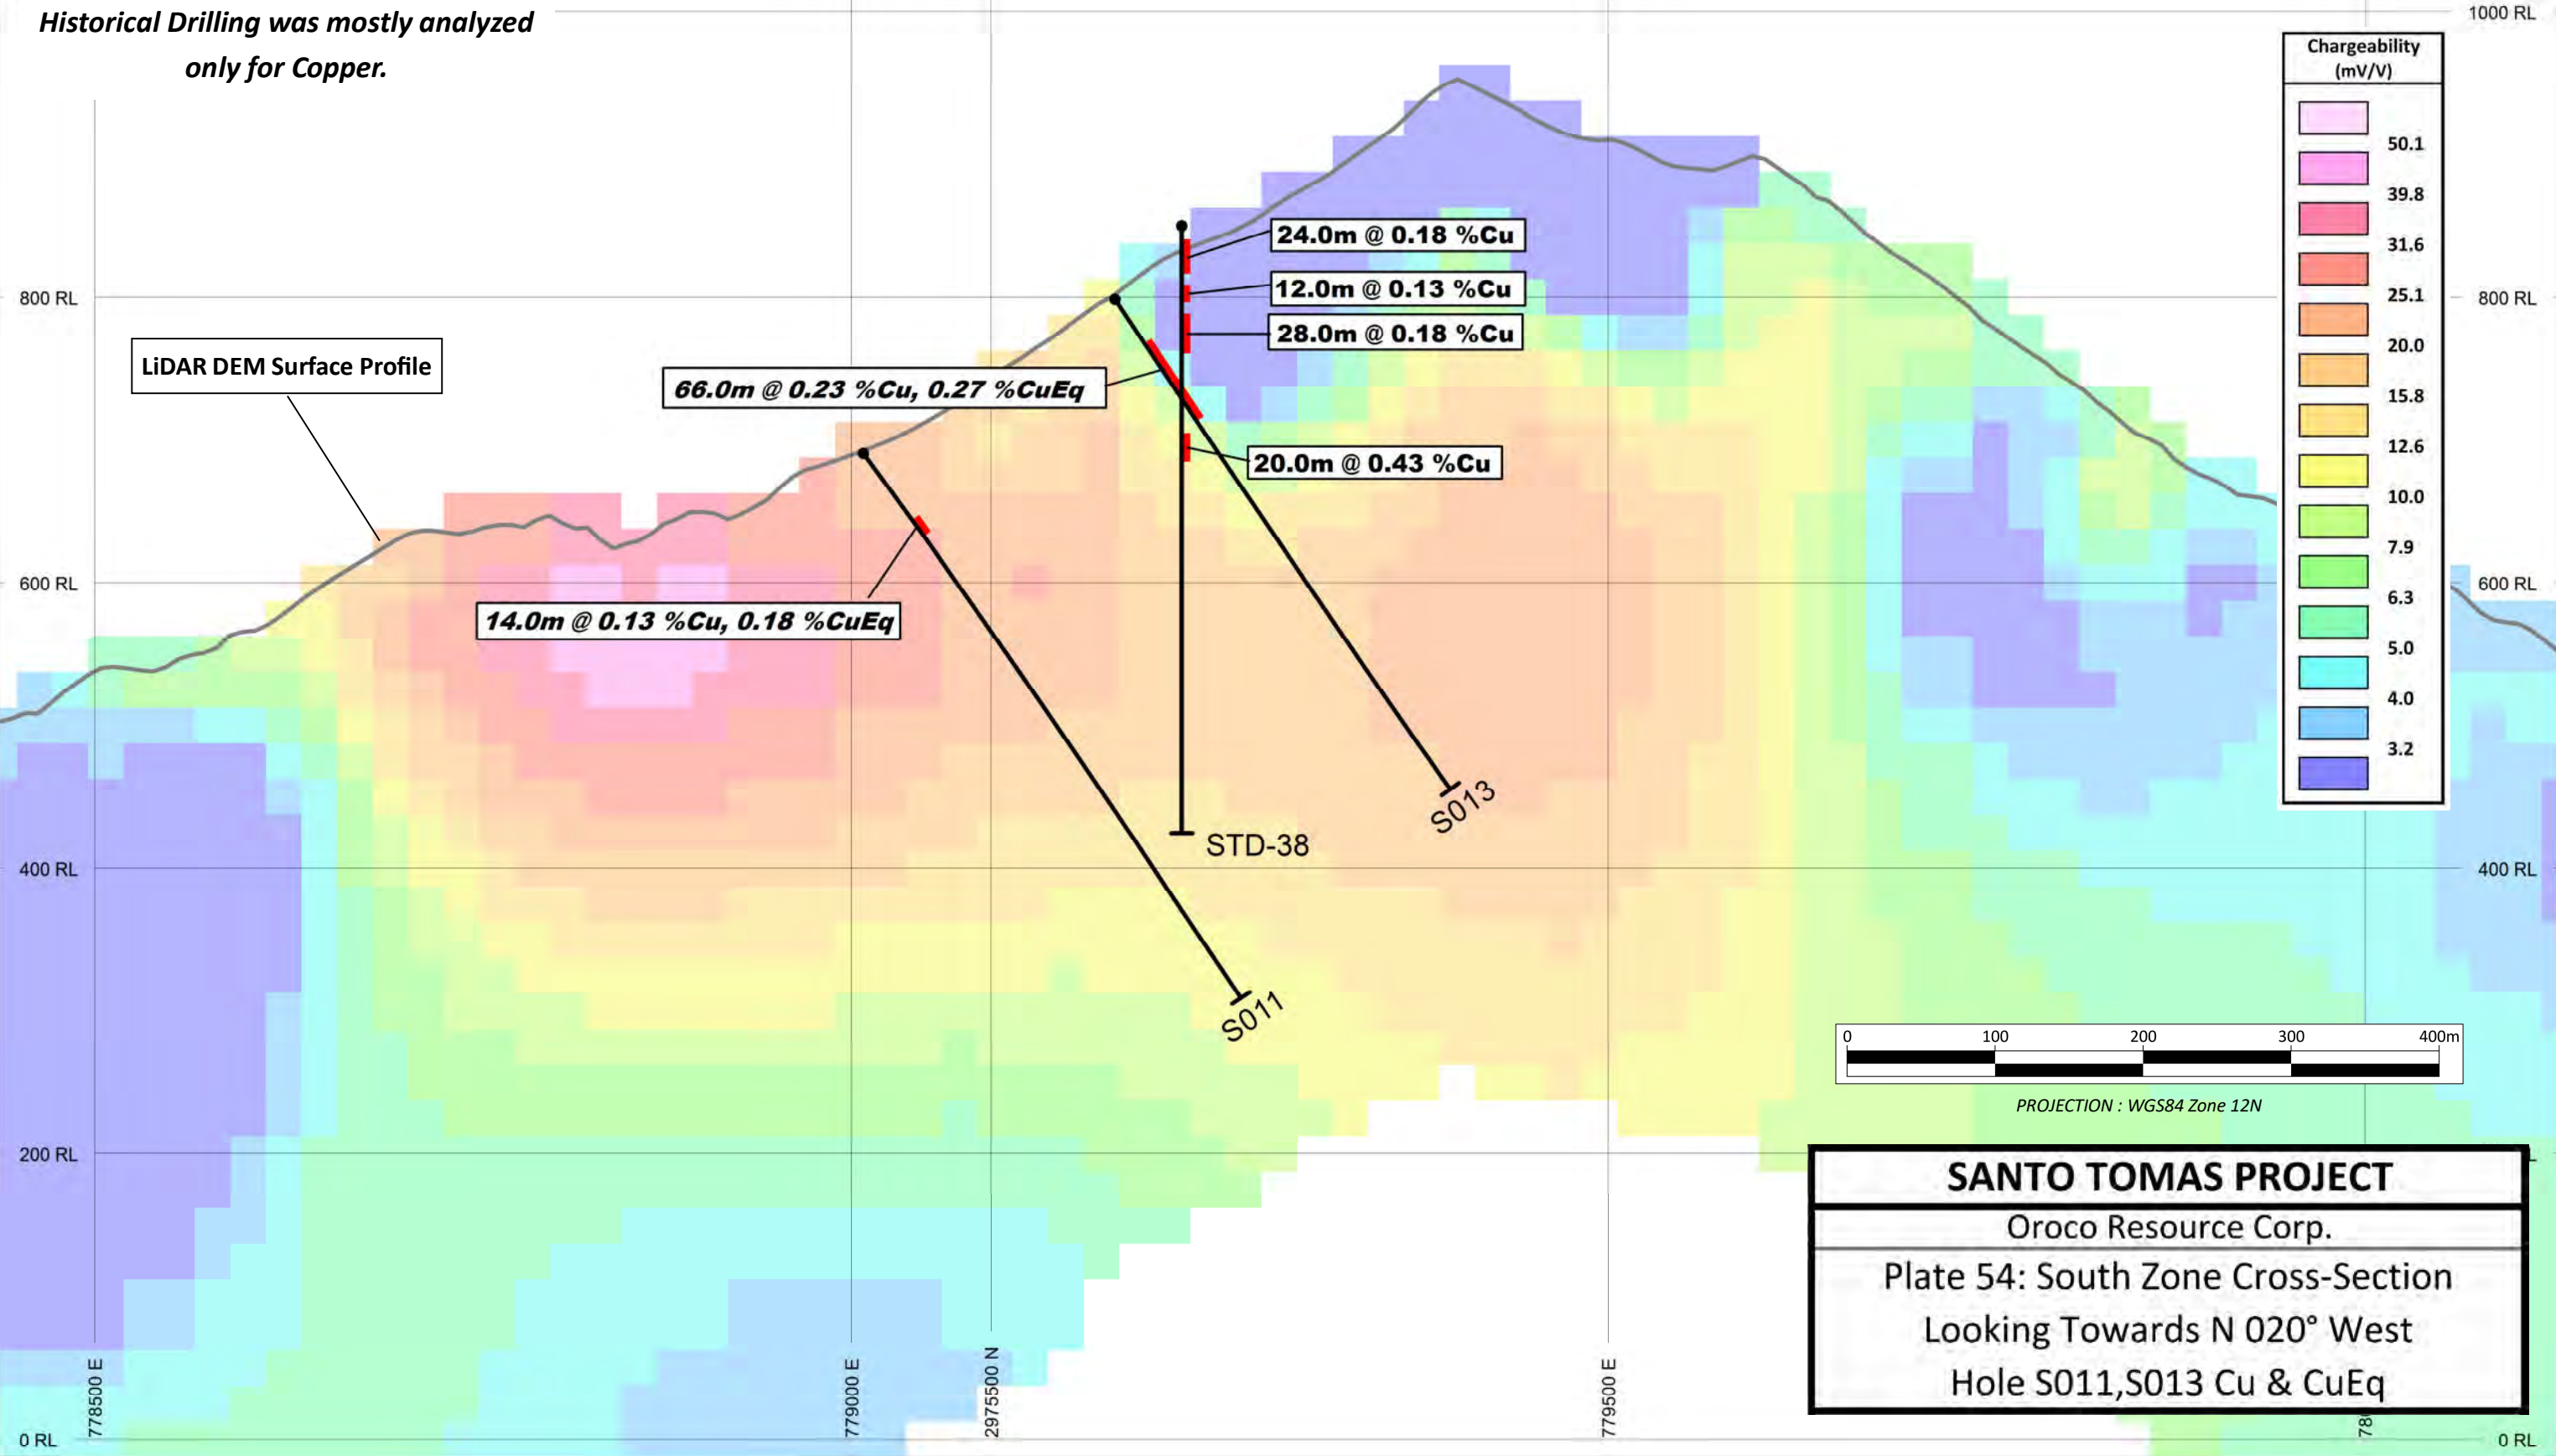 Historical Drilling was mostly analyzed
only for Copper.
1000 RL
Chargeability
(mV/V)
50.1
39.8
31.6
25.1
20.0
15.8
12.6
10.0
7.9
6.3
5.0
4.0
3.2
24.0m @ 0.18 %Cu
12.0m @ 0.13 %Cu
28.0m @ 0.18 %Cu
800 RL
800 RL
LiDAR DEM Surface Profile
66.0m @ 0.23 %Cu, 0.27 %CuEq
20.0m @ 0.43 %Cu
600 RL
600 RL
14.0m @ 0.13 %Cu, 0.18 %CuEq
S013
STD-38
400 RL
400 RL
S011
0 100 200 300 400m
PROJECTION : WGS84 Zone 12N
200 RL
SANTO TOMAS PROJECT
Oroco Resource Corp.
Plate 54: South Zone Cross-Section
Looking Towards N 020° West
Hole S011,S013 Cu & CuEq
778500 E
779000 E
2975500 N
779500 E
78
0 RL
0 RL